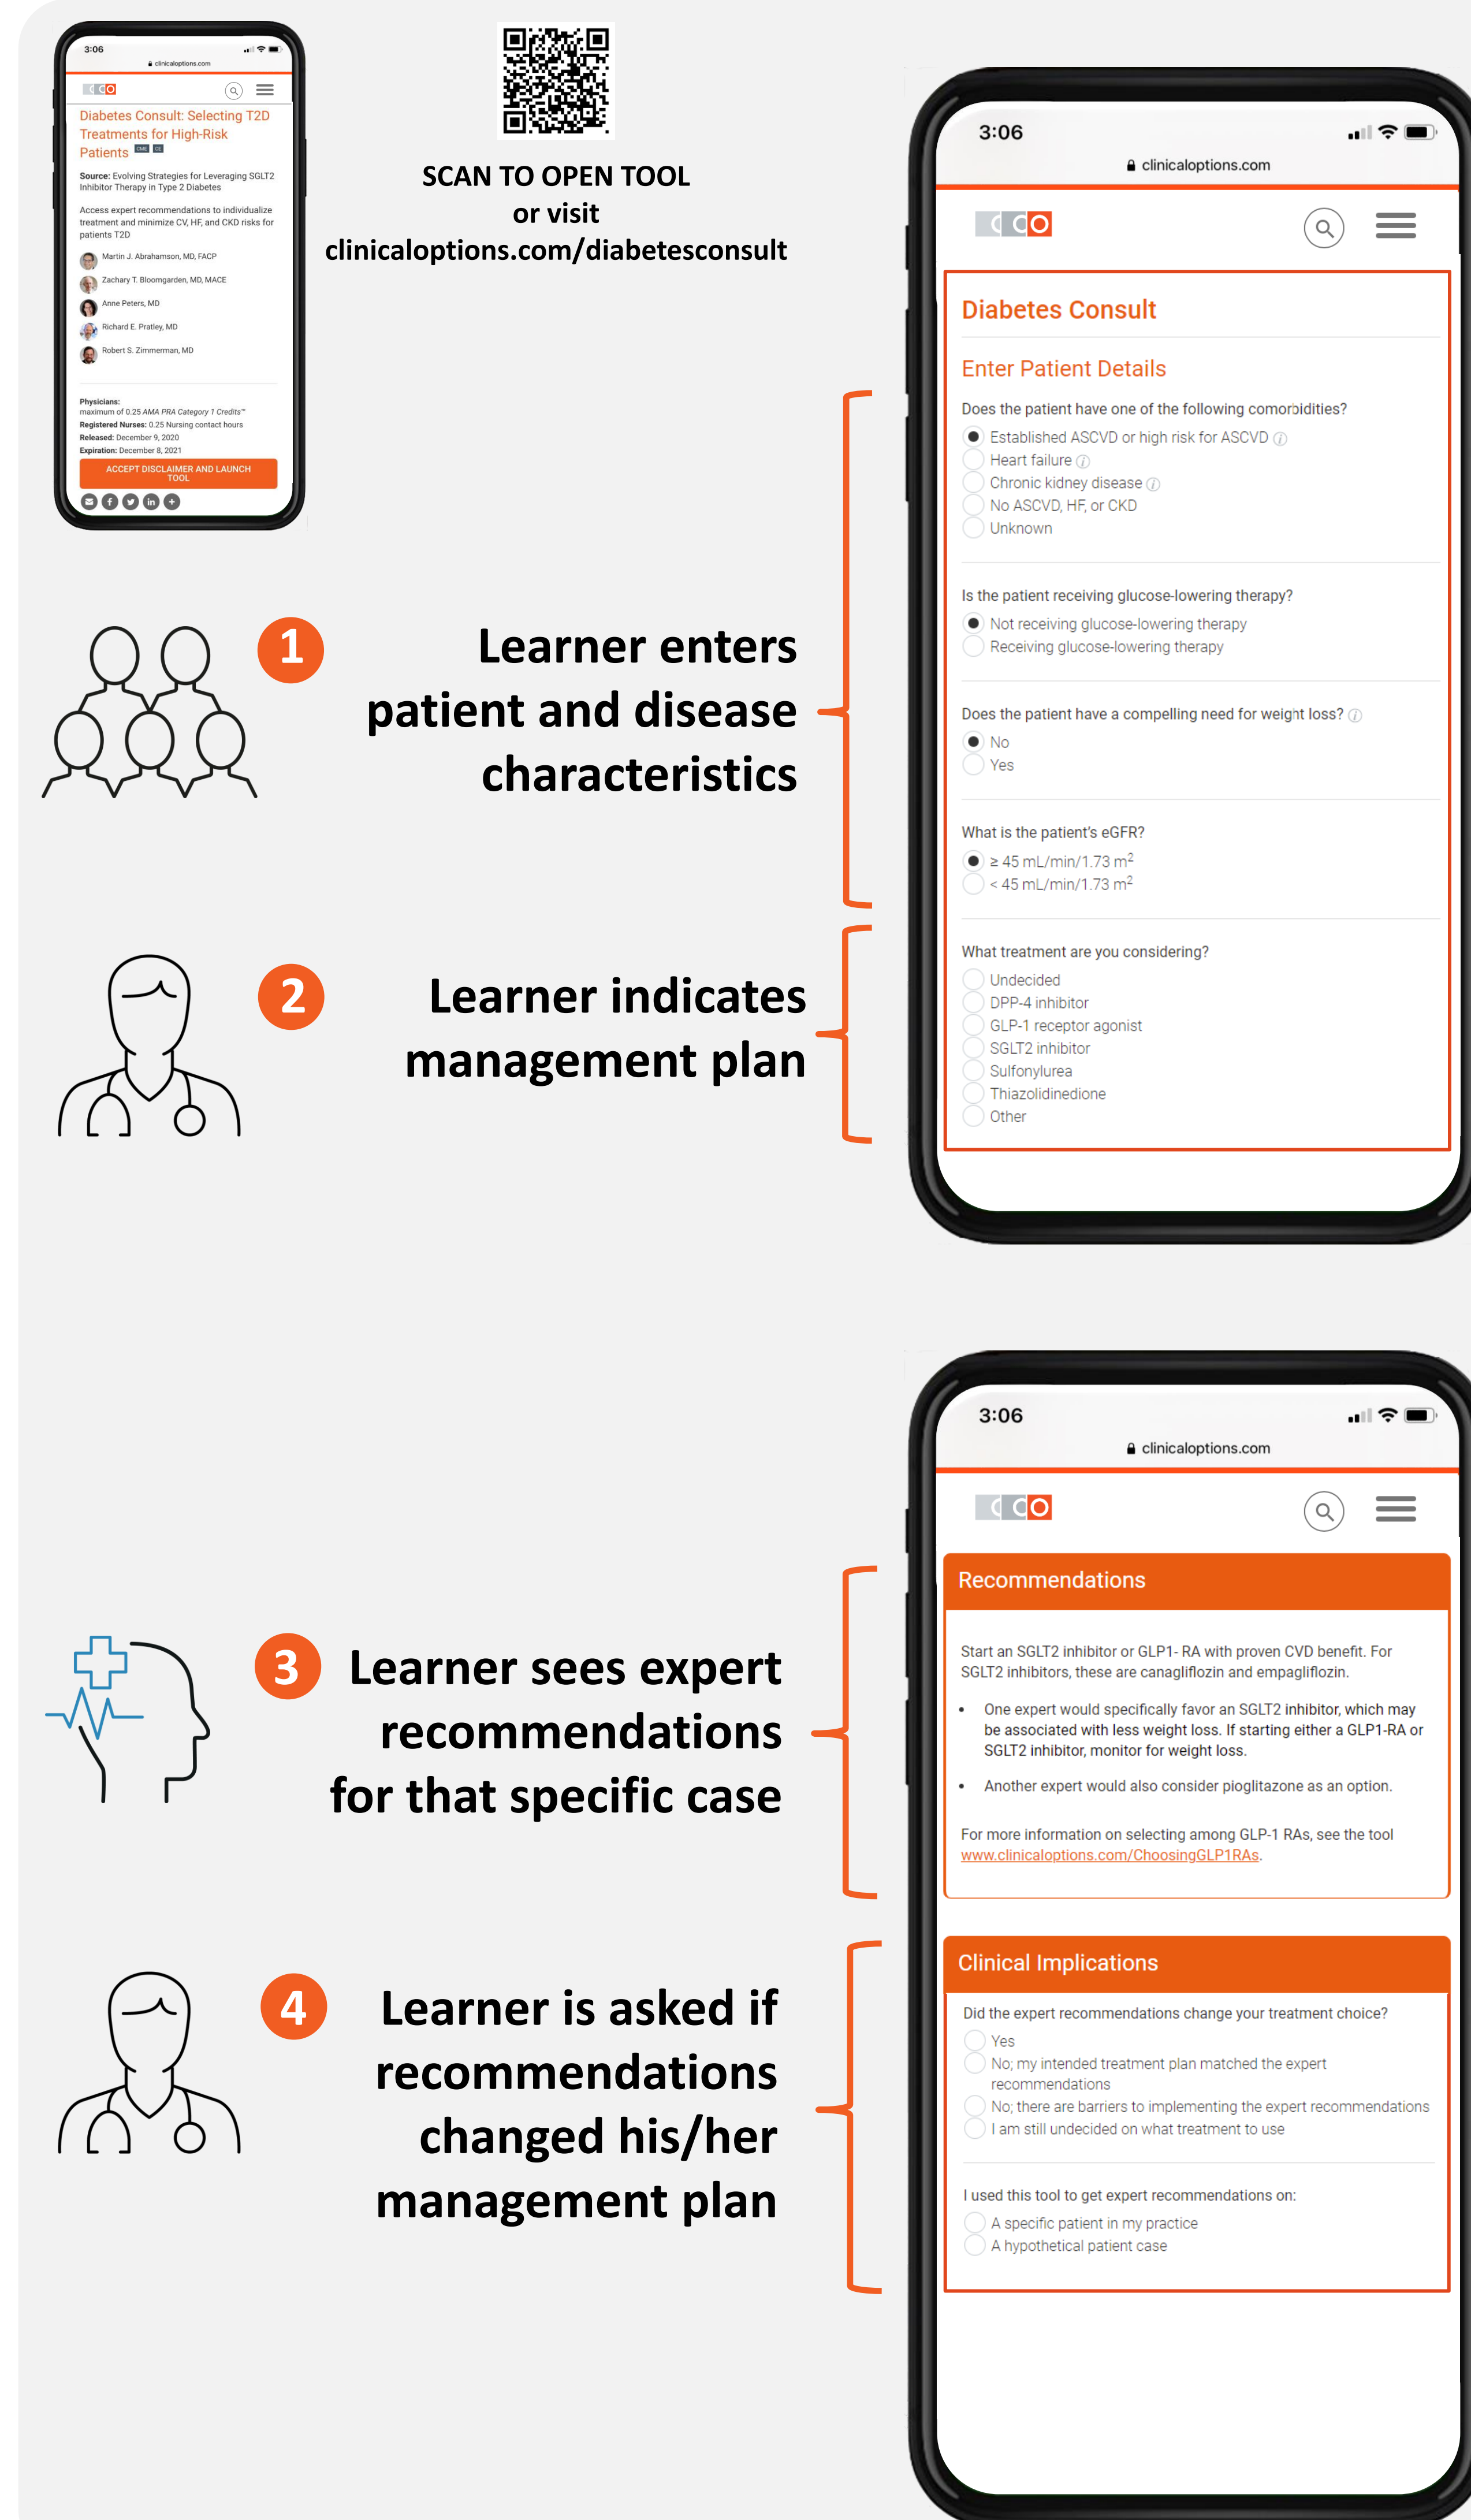 3:06
clinicaloptions.com
CCO
Diabetes Consult: Selecting T2D
Treatments for High-Risk
Patients CME CE
Source: Evolving Strategies for Leveraging SGLT2
Inhibitor Therapy in Type 2 Diabetes
Access expert recommendations to individualize
treatment and minimize CV, HF, and CKD risks for
patients T2D
Martin J. Abrahamson, MD, FACP
Zachary T. Bloomgarden, MD, MACE
Anne Peters, MD
Richard E. Pratley, MD
Robert S. Zimmerman, MD
Physicians:
maximum of 0.25 AMA PRA Category 1 Credits™
Registered Nurses: 0.25 Nursing contact hours
Released: December 9, 2020
Expiration: December 8, 2021
ACCEPT DISCLAIMER AND LAUNCH
TOOL
SCAN TO OPEN TOOL
or visit
clinicaloptions.com/diabetesconsult
1
Learner enters
patient and disease
characteristics
2
Learner indicates
management plan
3:06
clinicaloptions.com
CCO
Diabetes Consult
Enter Patient Details
Does the patient have one of the following comorbidities?
Established ASCVD or high risk for ASCVD
Heart failure
Chronic kidney disease
No ASCVD, HF, or CKD
Unknown
Is the patient receiving glucose-lowering therapy?
Not receiving glucose-lowering therapy
Receiving glucose-lowering therapy
Does the patient have a compelling need for weight loss?
No
Yes
What is the patient's eGFR?
≥ 45 mL/min/1.73 m²
< 45 mL/min/1.73 m²
What treatment are you considering?
Undecided
DPP-4 inhibitor
GLP-1 receptor agonist
SGLT2 inhibitor
Sulfonylurea
Thiazolidinedione
Other
3
Learner sees expert
recommendations
for that specific case
4
Learner is asked if
recommendations
changed his/her
management plan
3:06
clinicaloptions.com
CCO
Recommendations
Start an SGLT2 inhibitor or GLP1- RA with proven CVD benefit. For
SGLT2 inhibitors, these are canagliflozin and empagliflozin.
• One expert would specifically favor an SGLT2 inhibitor, which may
be associated with less weight loss. If starting either a GLP1-RA or
SGLT2 inhibitor, monitor for weight loss.
• Another expert would also consider pioglitazone as an option.
For more information on selecting among GLP-1 RAs, see the tool
www.clinicaloptions.com/ChoosingGLP1RAs.
Clinical Implications
Did the expert recommendations change your treatment choice?
Yes
No; my intended treatment plan matched the expert
recommendations
No; there are barriers to implementing the expert recommendations
I am still undecided on what treatment to use
I used this tool to get expert recommendations on:
A specific patient in my practice
A hypothetical patient case